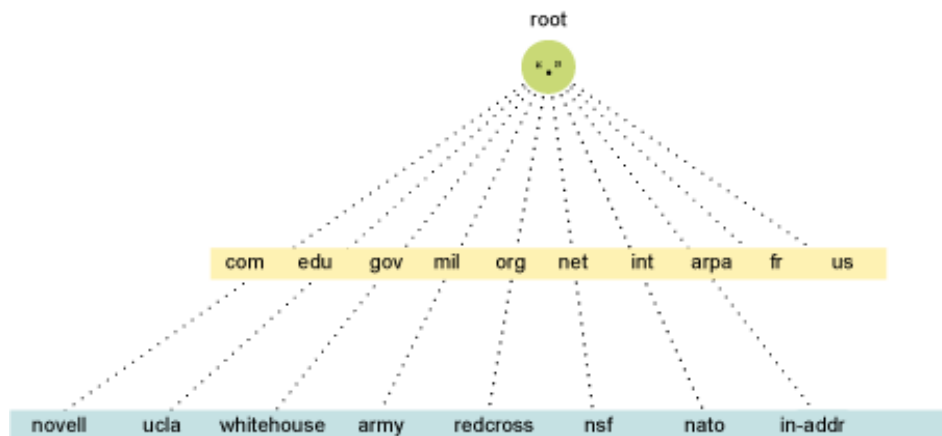 root
“.”
com edu gov mil org net int arpa fr us
novell ucla whitehouse army redcross nsf nato in-addr